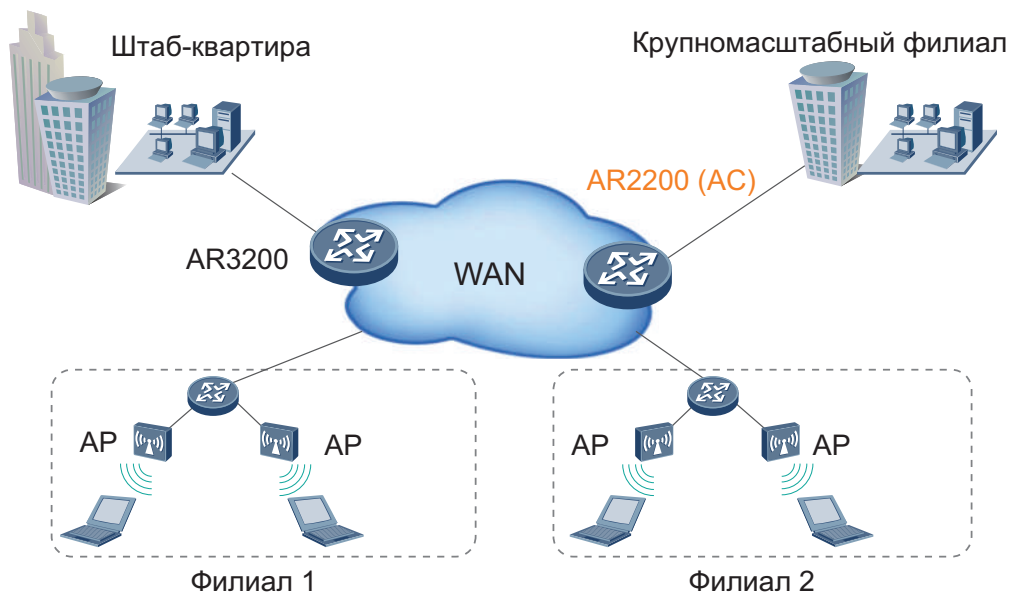 Штаб-квартира
Крупномасштабный филиал
AR2200 (AC)
AR3200
WAN
AP
AP
AP
AP
Филиал 1
Филиал 2